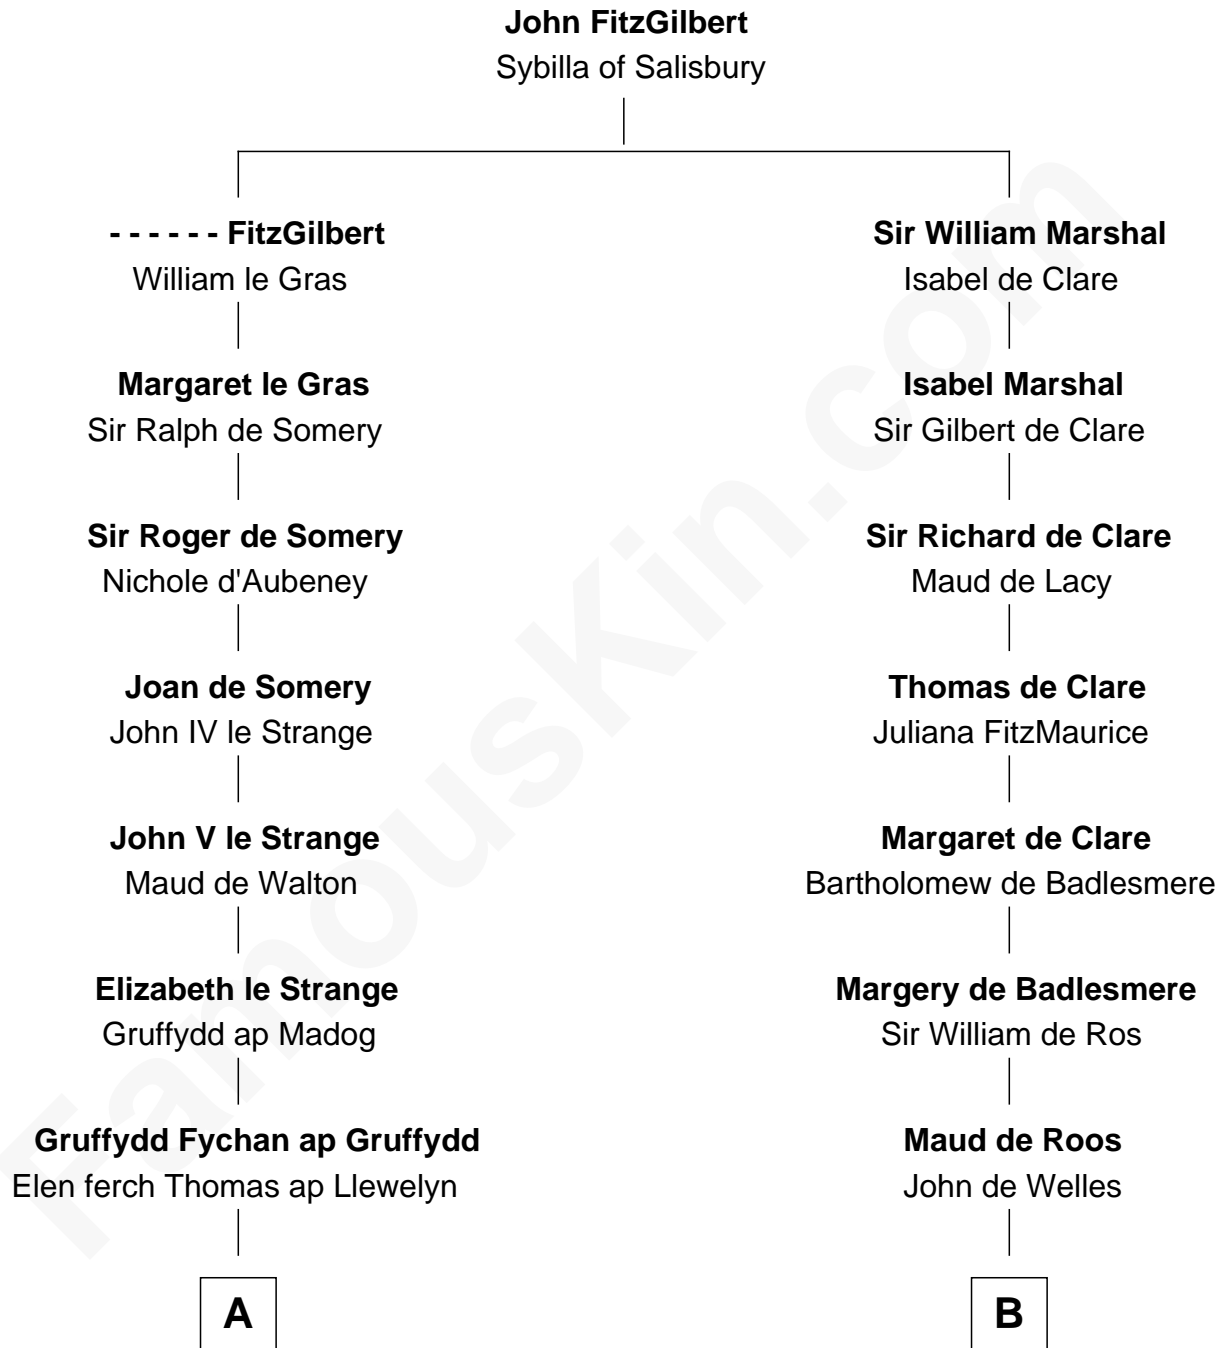 John FitzGilbert
Sybilla of Salisbury
- - - - - - FitzGilbert
William le Gras
Margaret le Gras
Sir Ralph de Somery
Sir Roger de Somery
Nichole d'Aubeney
Joan de Somery
John IV le Strange
John V le Strange
Maud de Walton
Elizabeth le Strange
Gruffydd ap Madog
Gruffydd Fychan ap Gruffydd
Elen ferch Thomas ap Llewelyn
A
Sir William Marshal
Isabel de Clare
Isabel Marshal
Sir Gilbert de Clare
Sir Richard de Clare
Maud de Lacy
Thomas de Clare
Juliana FitzMaurice
Margaret de Clare
Bartholomew de Badlesmere
Margery de Badlesmere
Sir William de Ros
Maud de Roos
John de Welles
B
FamousKin.com